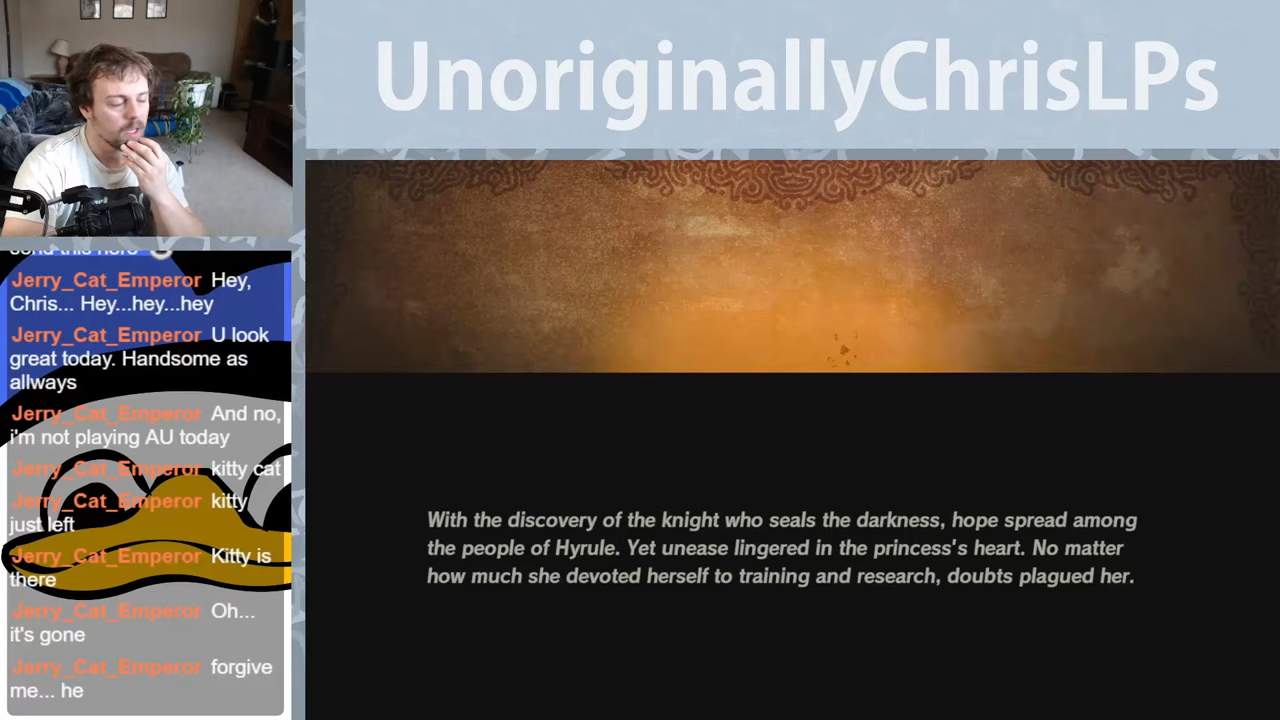 UnoriginallyChrisLPs
send this here
Jerry_Cat_Emperor Hey,
Chris... Hey...hey...hey
Jerry_Cat_Emperor U look
great today. Handsome as
allways
Jerry_Cat_Emperor And no,
i'm not playing AU today
Jerry_Cat_Emperor kitty cat
Jerry_Cat_Emperor kitty
just left
Jerry_Cat_Emperor Kitty is
there
Jerry_Cat_Emperor Oh...
it's gone
Jerry_Cat_Emperor forgive
me... he
With the discovery of the knight who seals the darkness, hope spread among
the people of Hyrule. Yet unease lingered in the princess's heart. No matter
how much she devoted herself to training and research, doubts plagued her.